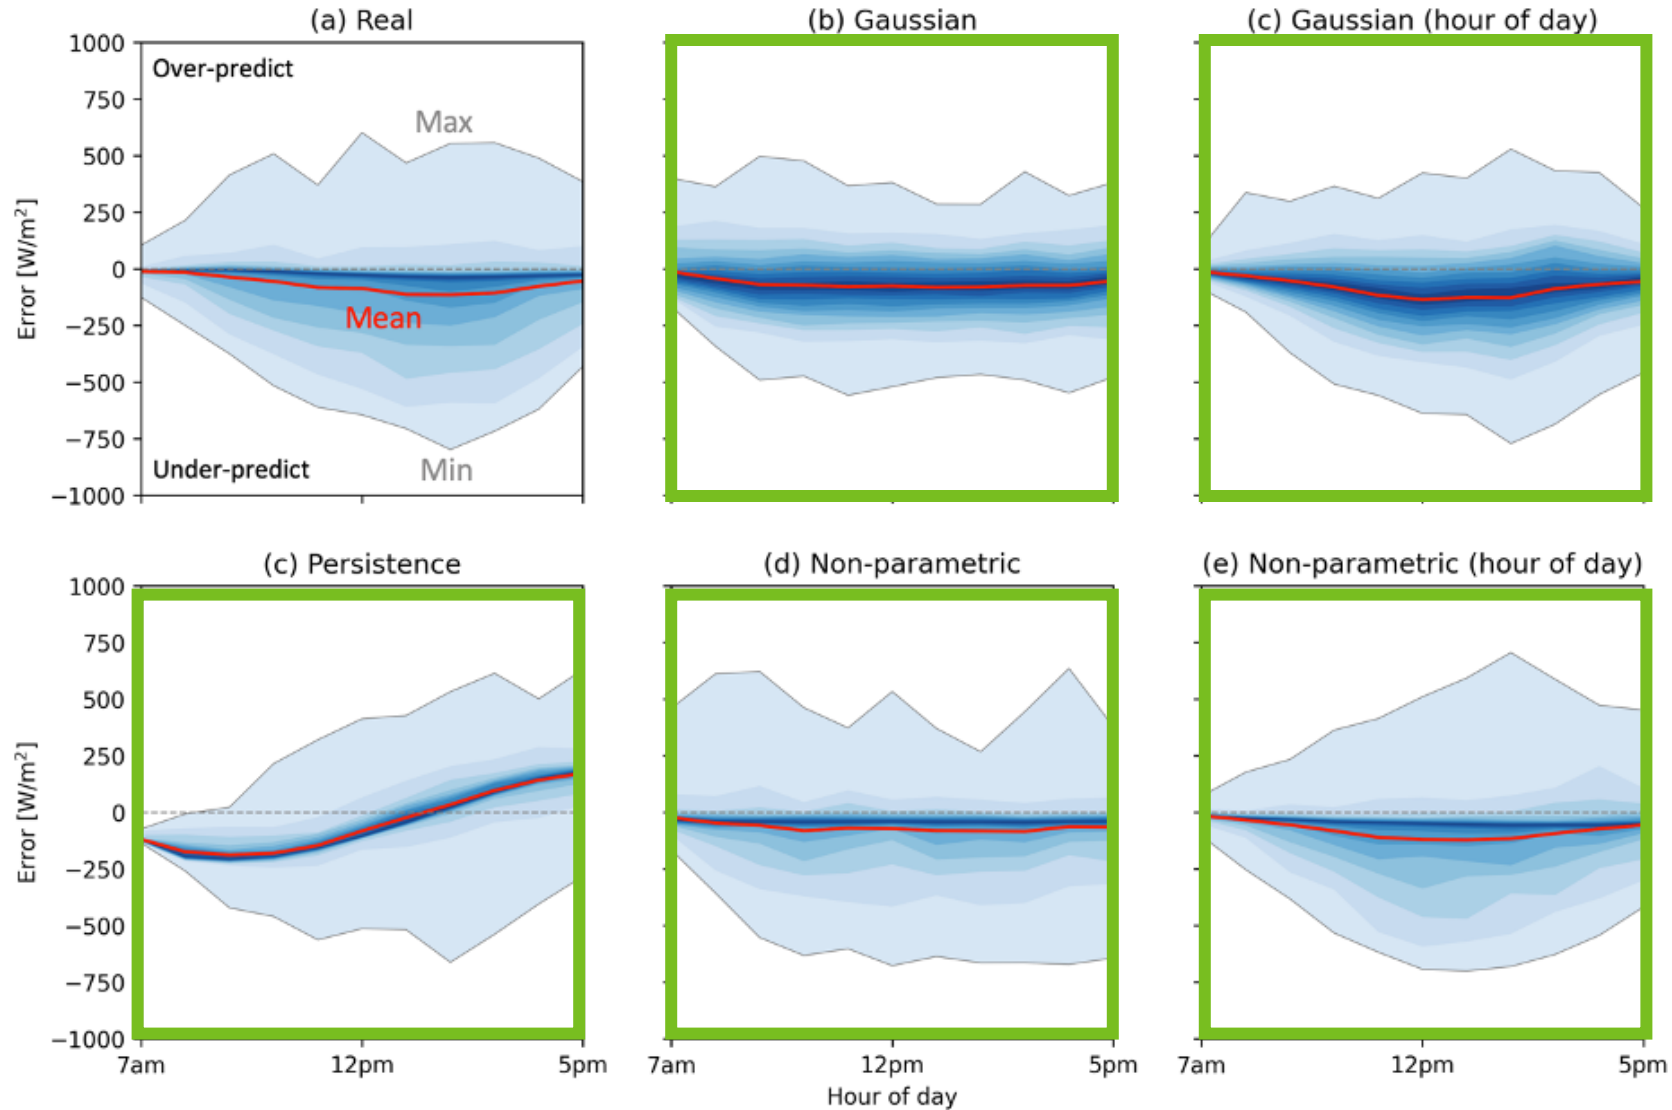 (a) Real
(b) Gaussian
(c) Gaussian (hour of day)
1000
750
500
250
0
−250
−500
−750
−1000
Error [W/m²]
Over-predict
Max
Mean
Min
Under-predict
(c) Persistence
(d) Non-parametric
(e) Non-parametric (hour of day)
1000
750
500
250
0
−250
−500
−750
−1000
Error [W/m²]
7am 12pm 5pm
7am 12pm 5pm
7am 12pm 5pm
Hour of day